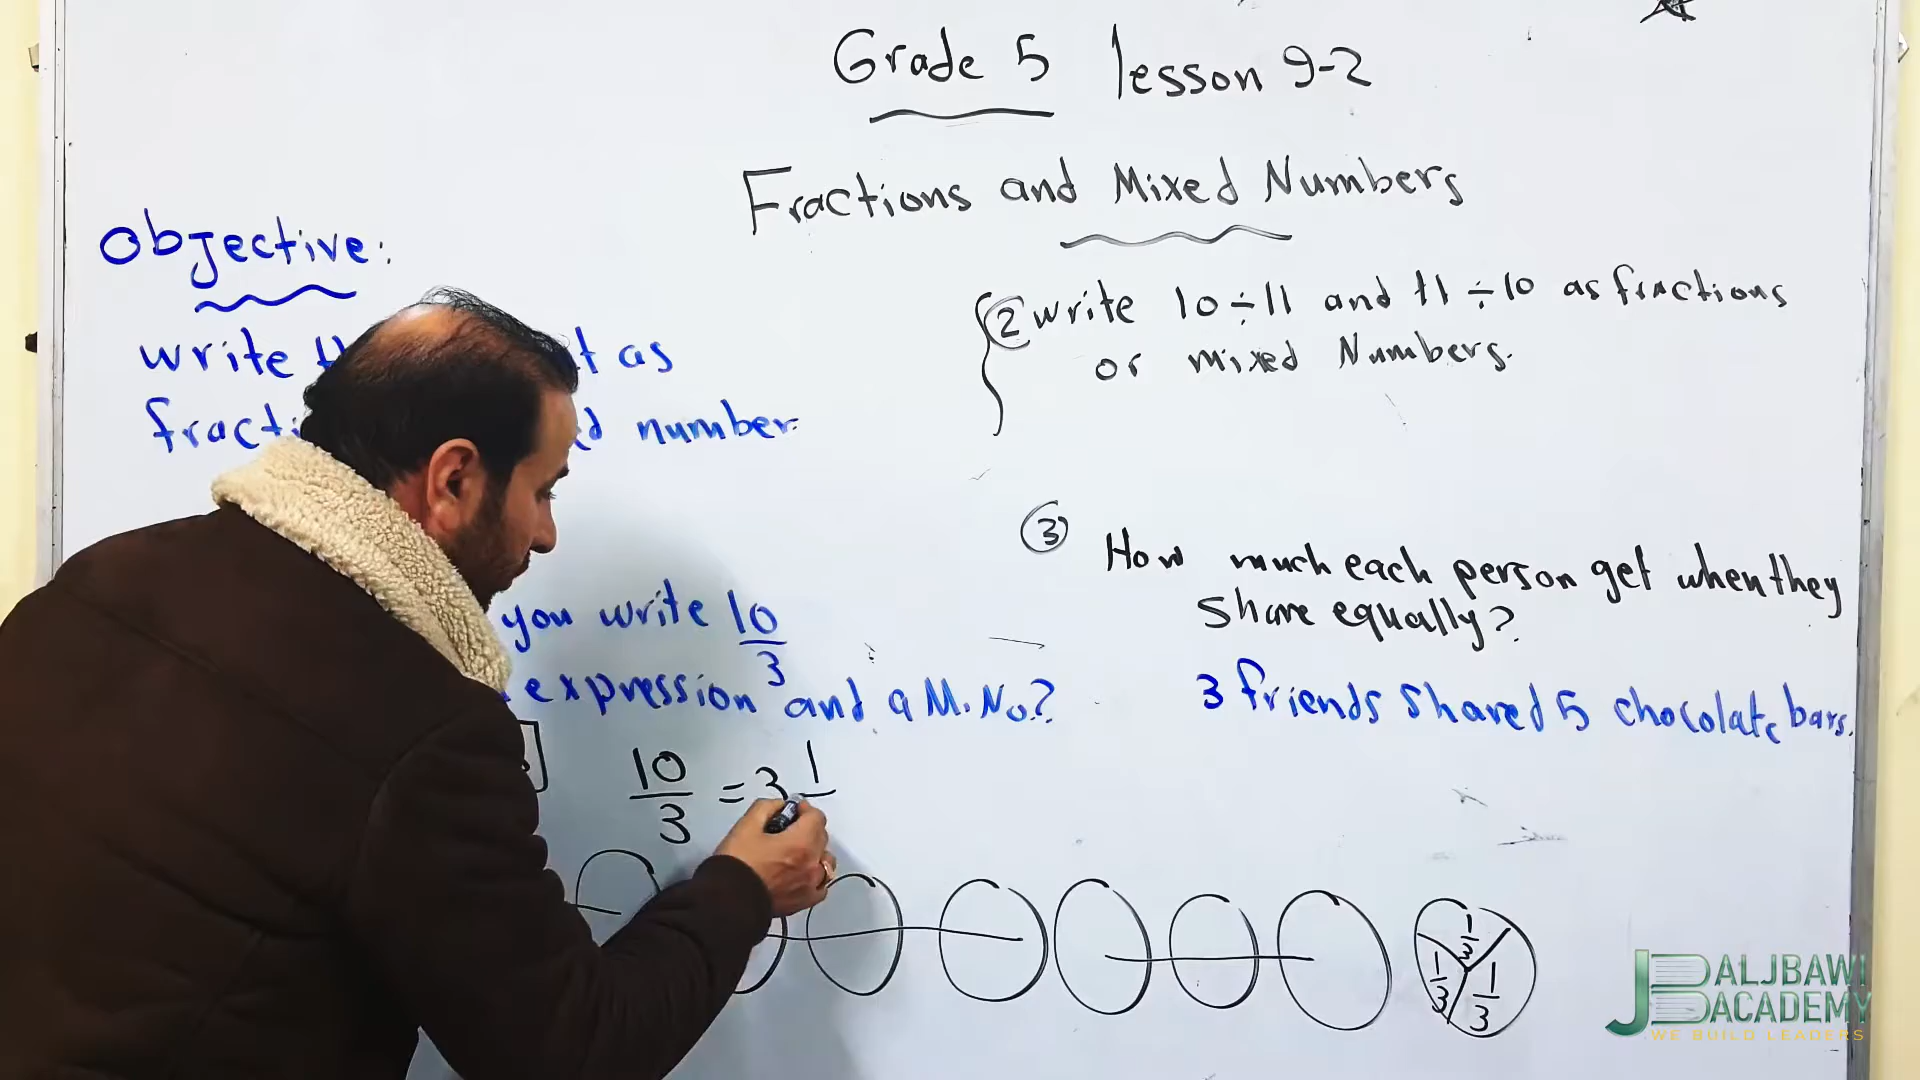 Grade 5 lesson 9-2
Fractions and Mixed Numbers
Objective:
write as
number.
2 write 10÷11 and 11÷10 as fractions
or mixed Numbers.
3 How much each person get when they
share equally?
3 friends shared 5 chocolate bars.
you write 10/3
expression and a M.No?
10/3 = 3 1
1/3 1/3 1/3
ALJBAWI
ACADEMY
WE BUILD LEADERS